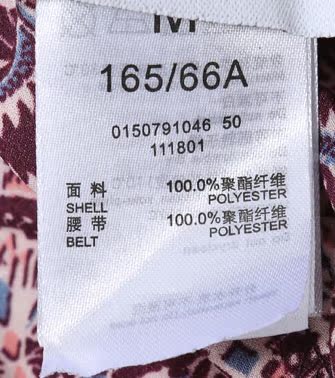 M
165/66A
0150791046 50
111801
面 料 100.0%聚酯纤维
SHELL POLYESTER
腰 带 100.0%聚酯纤维
BELT POLYESTER